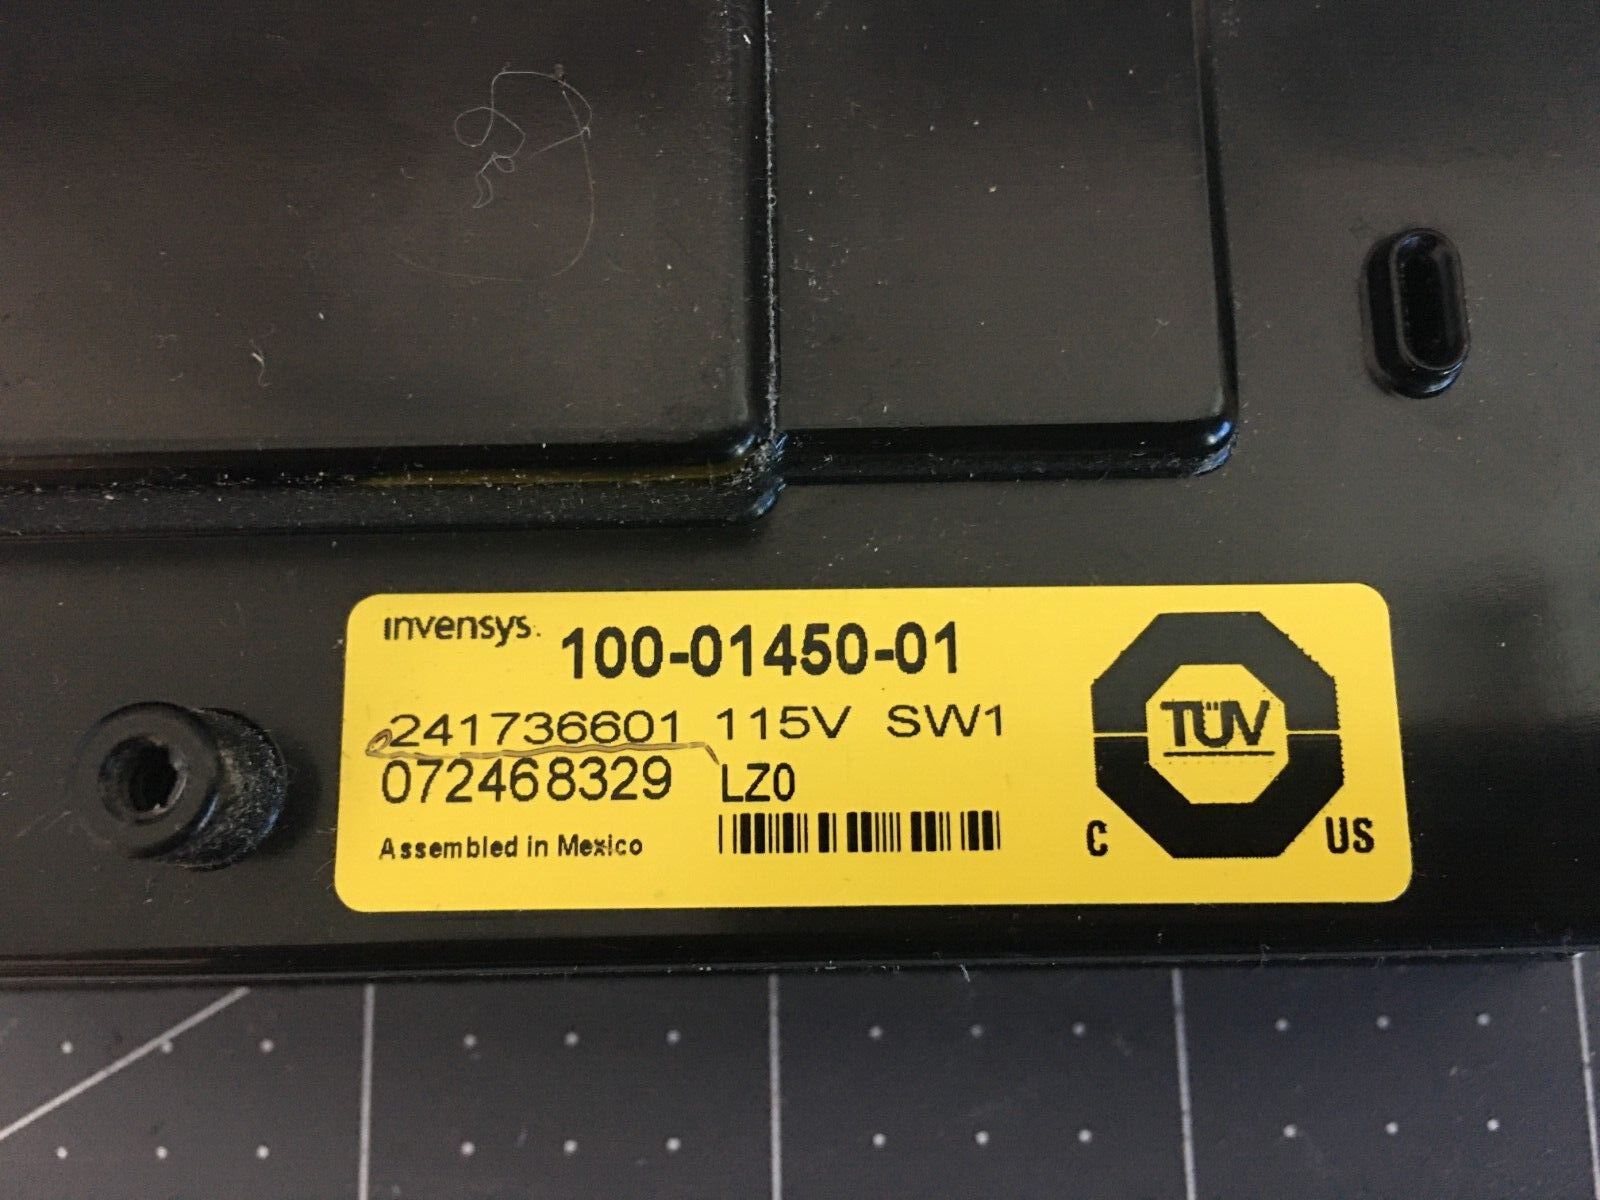 invensys.
100-01450-01
241736601 115V SW1
072468329 LZ0
Assembled in Mexico
TÜV
C US